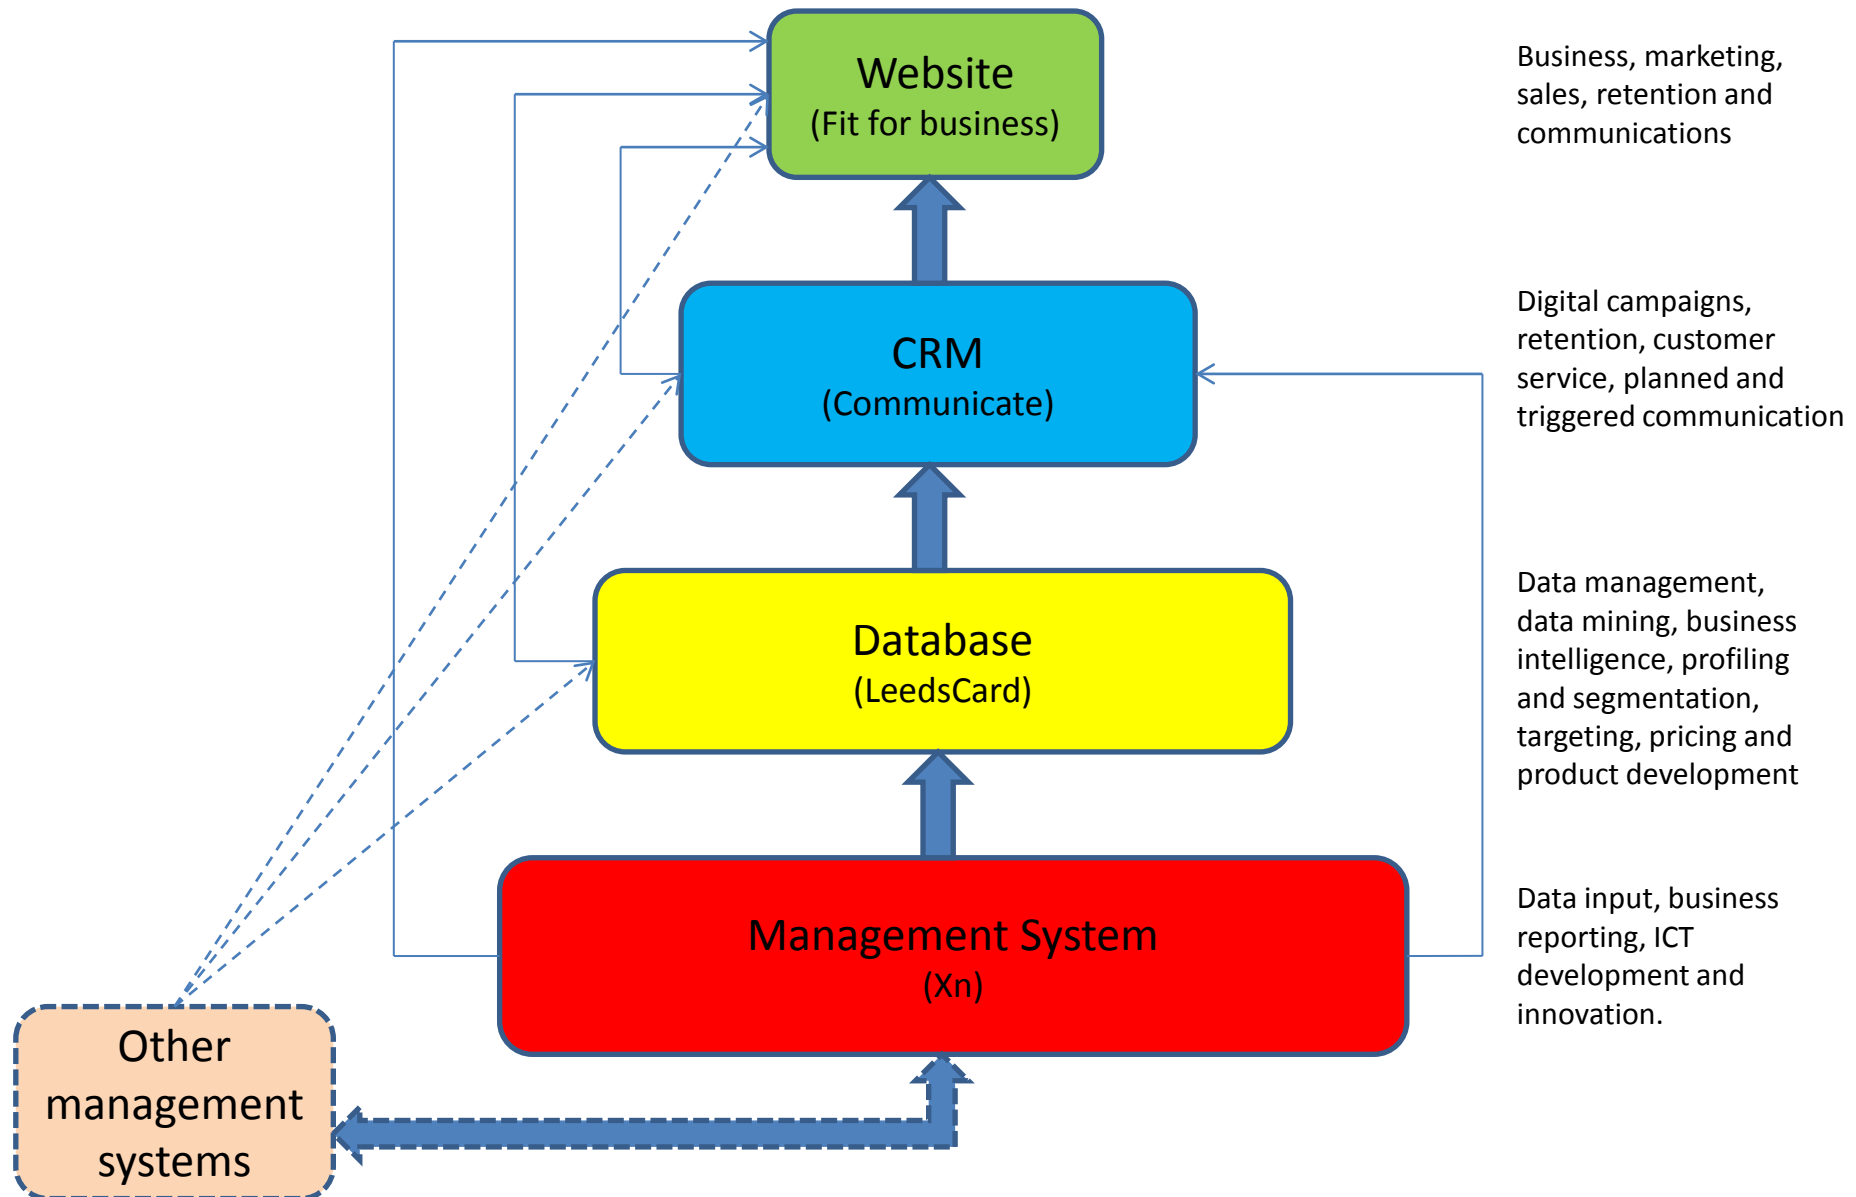 Website
(Fit for business)
Business, marketing,
sales, retention and
communications
CRM
(Communicate)
Digital campaigns,
retention, customer
service, planned and
triggered communication
Database
(LeedsCard)
Data management,
data mining, business
intelligence, profiling
and segmentation,
targeting, pricing and
product development
Management System
(Xn)
Data input, business
reporting, ICT
development and
innovation.
Other
management
systems